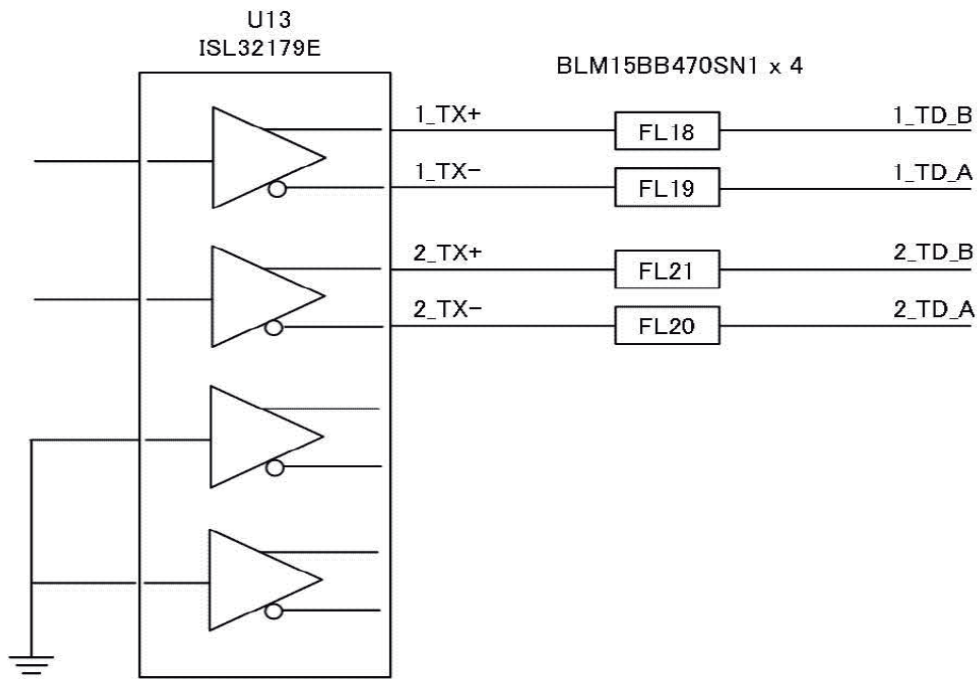 U13
ISL32179E
BLM15BB470SN1 x 4
1_TX+
FL18
1_TD_B
1_TX-
FL19
1_TD_A
2_TX+
FL21
2_TD_B
2_TX-
FL20
2_TD_A